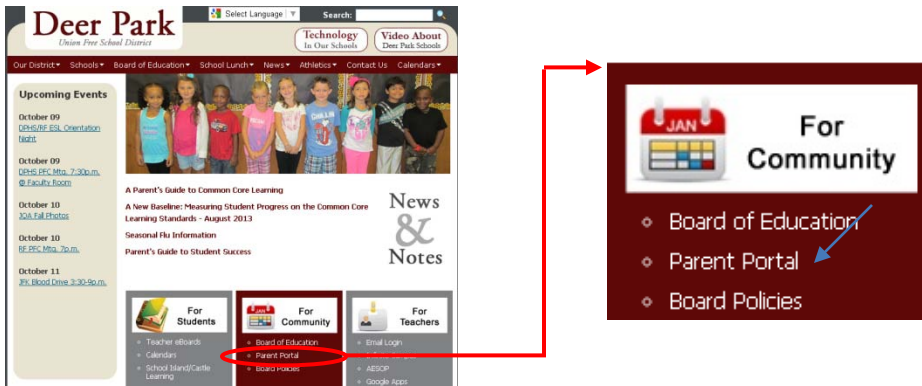 Deer Park
Union Free School District
Select Language ▼
Search:
Technology
In Our Schools
Video About
Deer Park Schools
Our District▼ Schools▼ Board of Education▼ School Lunch▼ News▼ Athletics▼ Contact Us Calendars▼
Upcoming Events
October 09
DPHS/RF ESL Orientation
Night
October 09
DPHS PFC Mtg. 7:30p.m.
@ Faculty Room
October 10
JQA Fall Photos
October 10
RF PFC Mtg. 7p.m.
October 11
JFK Blood Drive 3:30-9p.m.
A Parent's Guide to Common Core Learning
A New Baseline: Measuring Student Progress on the Common Core
Learning Standards - August 2013
Seasonal Flu Information
Parent's Guide to Student Success
News
&
Notes
For
Students
Teacher eBoards
Calendars
School Island/Castle
Learning
JAN
For
Community
Board of Education
Parent Portal
Board Policies
For
Teachers
Email Login
AESOP
Google Apps
JAN
For
Community
Board of Education
Parent Portal
Board Policies